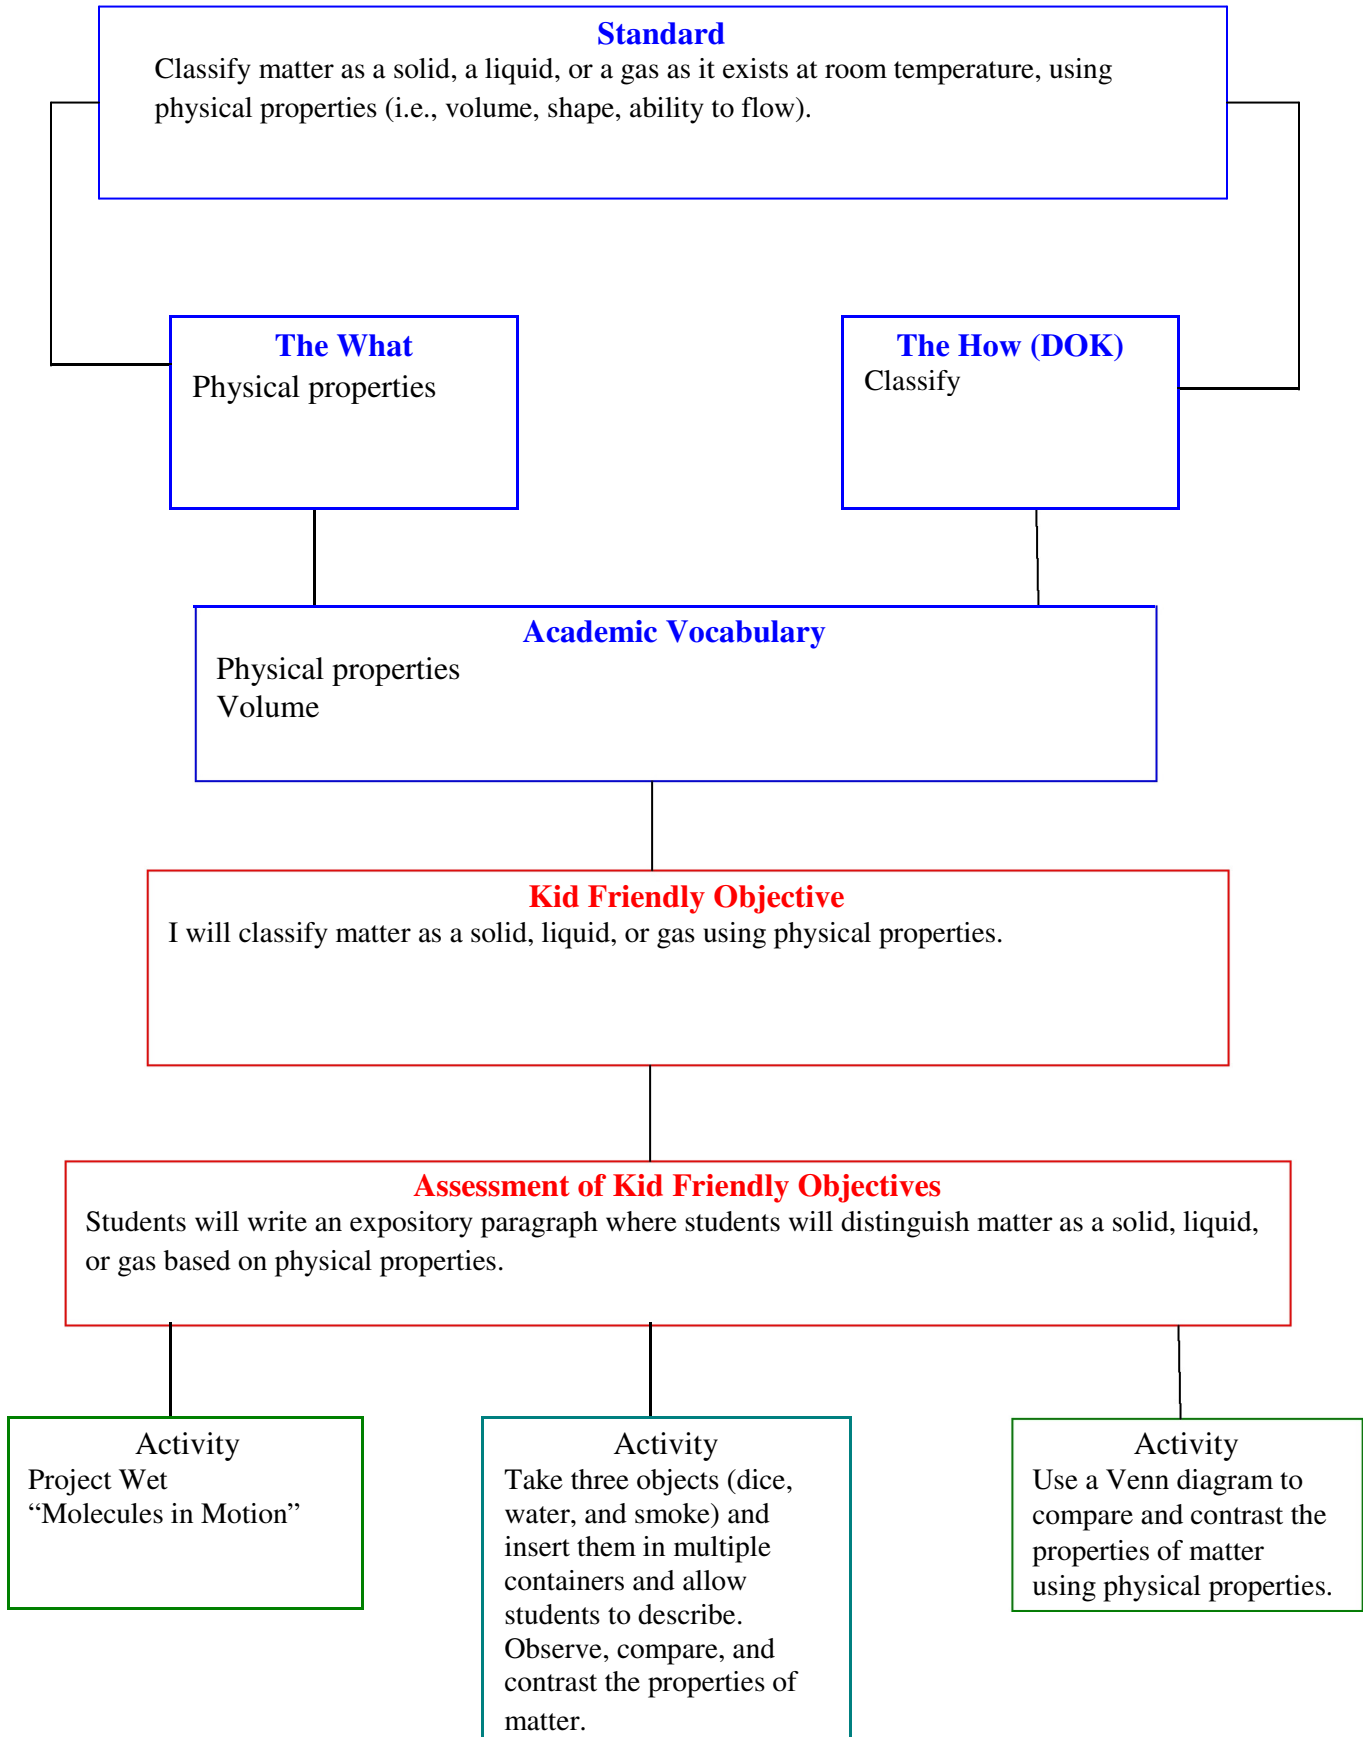 Standard
Classify matter as a solid, a liquid, or a gas as it exists at room temperature, using
physical properties (i.e., volume, shape, ability to flow).
The What
Physical properties
The How (DOK)
Classify
Academic Vocabulary
Physical properties
Volume
Kid Friendly Objective
I will classify matter as a solid, liquid, or gas using physical properties.
Assessment of Kid Friendly Objectives
Students will write an expository paragraph where students will distinguish matter as a solid, liquid,
or gas based on physical properties.
Activity
Project Wet
“Molecules in Motion”
Activity
Take three objects (dice,
water, and smoke) and
insert them in multiple
containers and allow
students to describe.
Observe, compare, and
contrast the properties of
matter.
Activity
Use a Venn diagram to
compare and contrast the
properties of matter
using physical properties.